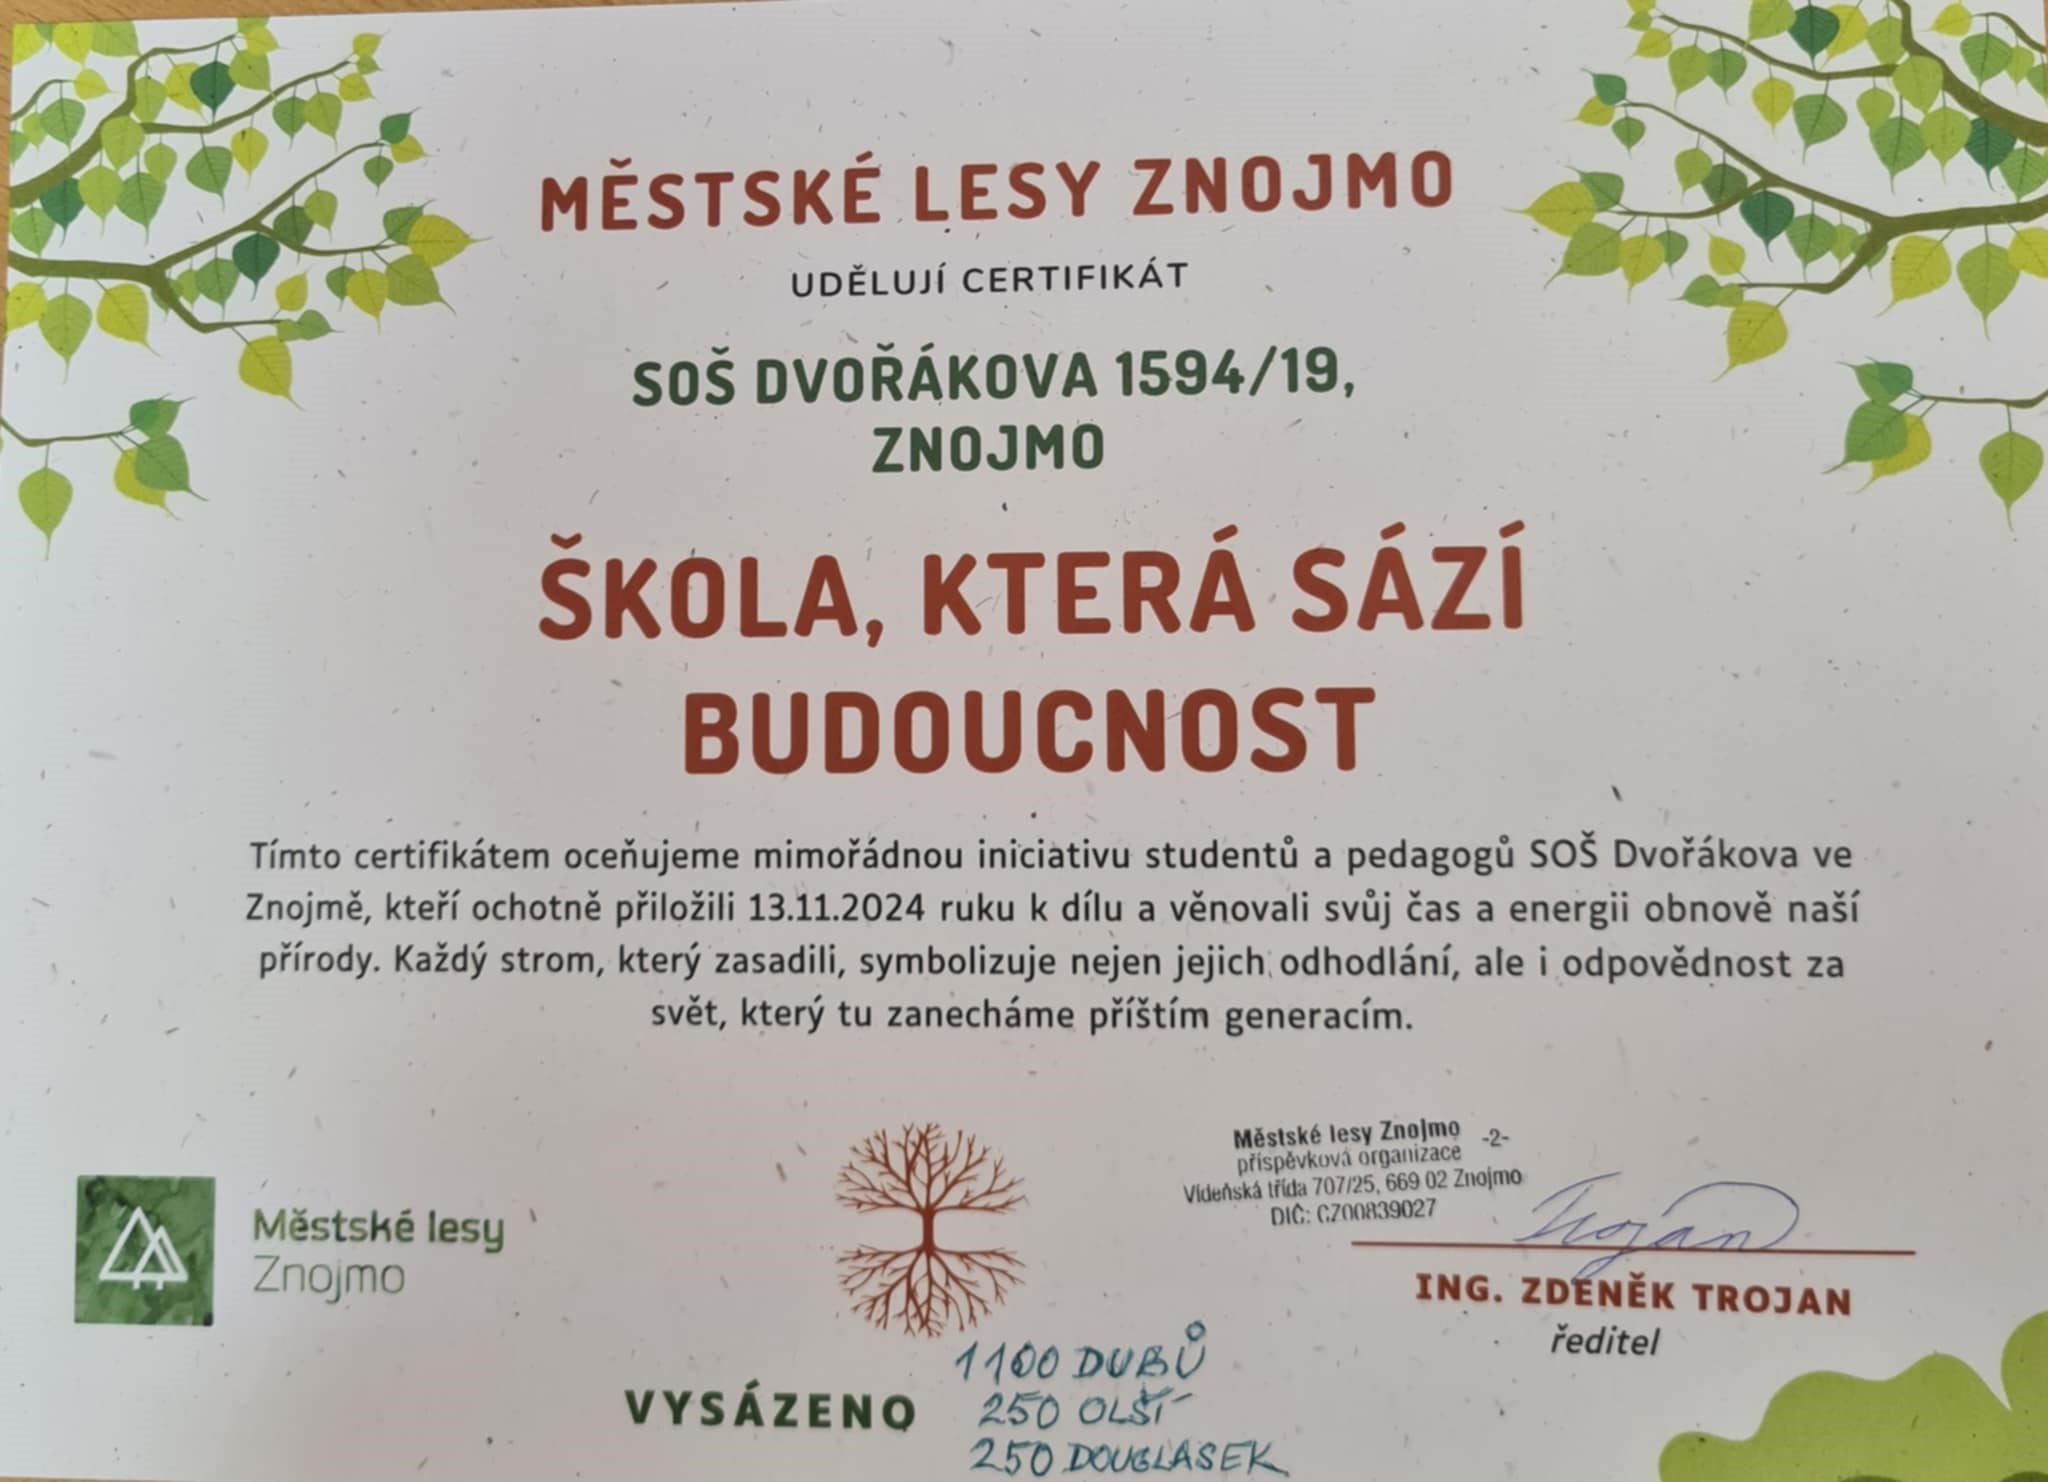 MĚSTSKÉ LESY ZNOJMO
UDĚLUJÍ CERTIFIKÁT
SOŠ DVOŘÁKOVA 1594/19,
ZNOJMO
ŠKOLA, KTERÁ SÁZÍ
BUDOUCNOST
Tímto certifikátem oceňujeme mimořádnou iniciativu studentů a pedagogů SOŠ Dvořákova ve
Znojmě, kteří ochotně přiložili 13.11.2024 ruku k dílu a věnovali svůj čas a energii obnově naší
přírody. Každý strom, který zasadili, symbolizuje nejen jejich odhodlání, ale i odpovědnost za
svět, který tu zanecháme příštím generacím.
Městské lesy
Znojmo
Městské lesy Znojmo -2-
příspěvková organizace
Vídeňská třída 707/25, 669 02 Znojmo
DIČ: CZ00839027
Trojan
ING. ZDENĚK TROJAN
ředitel
VYSÁZENO
1100 DUBŮ
250 OLŠÍ
250 DOUGLASEK